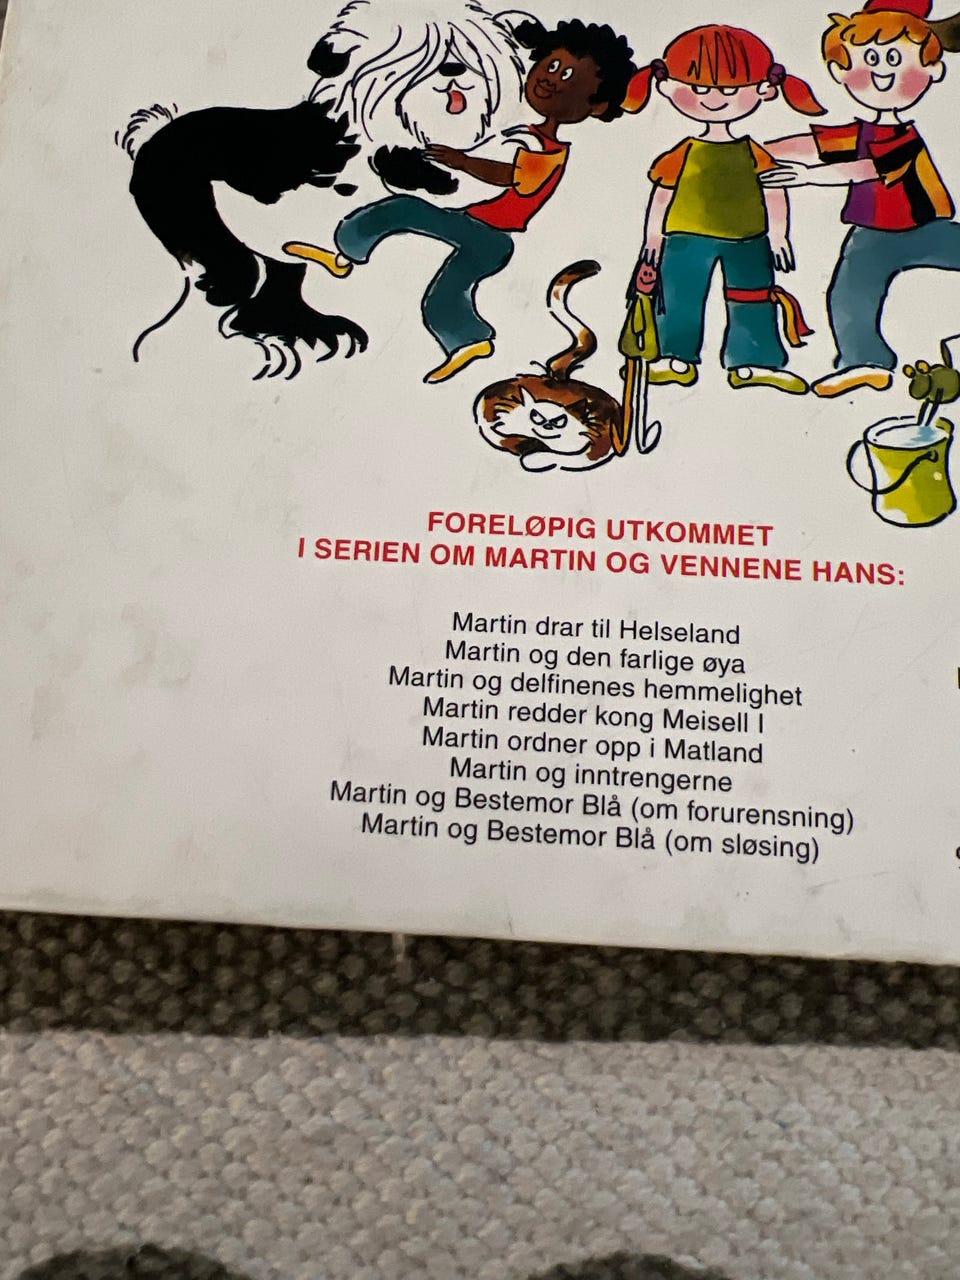 FORELØPIG UTKOMMET
I SERIEN OM MARTIN OG VENNENE HANS:
Martin drar til Helseland
Martin og den farlige øya
Martin og delfinenes hemmelighet
Martin redder kong Meisell I
Martin ordner opp i Matland
Martin og inntrengerne
Martin og Bestemor Blå (om forurensning)
Martin og Bestemor Blå (om sløsing)